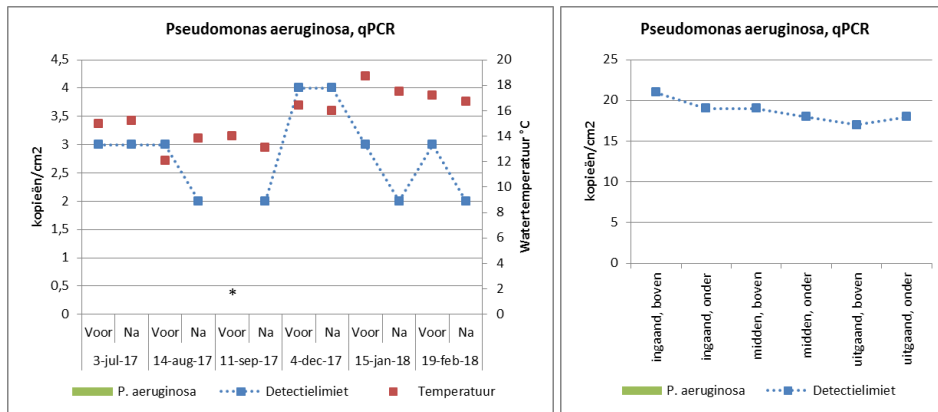 Pseudomonas aeruginosa, qPCR
kopieën/cm2
4,5
4
3,5
3
2,5
2
1,5
1
0,5
0
20
18
16
14
12
10
8
6
4
2
0
Watertemperatuur ˚C
*
Voor Na Voor Na Voor Na Voor Na Voor Na Voor Na
3-jul-17 14-aug-17 11-sep-17 4-dec-17 15-jan-18 19-feb-18
P. aeruginosa Detectielimiet Temperatuur
Pseudomonas aeruginosa, qPCR
kopieën/cm2
25
20
15
10
5
0
ingaand, boven
ingaand, onder
midden, boven
midden, onder
uitgaand, boven
uitgaand, onder
P. aeruginosa Detectielimiet